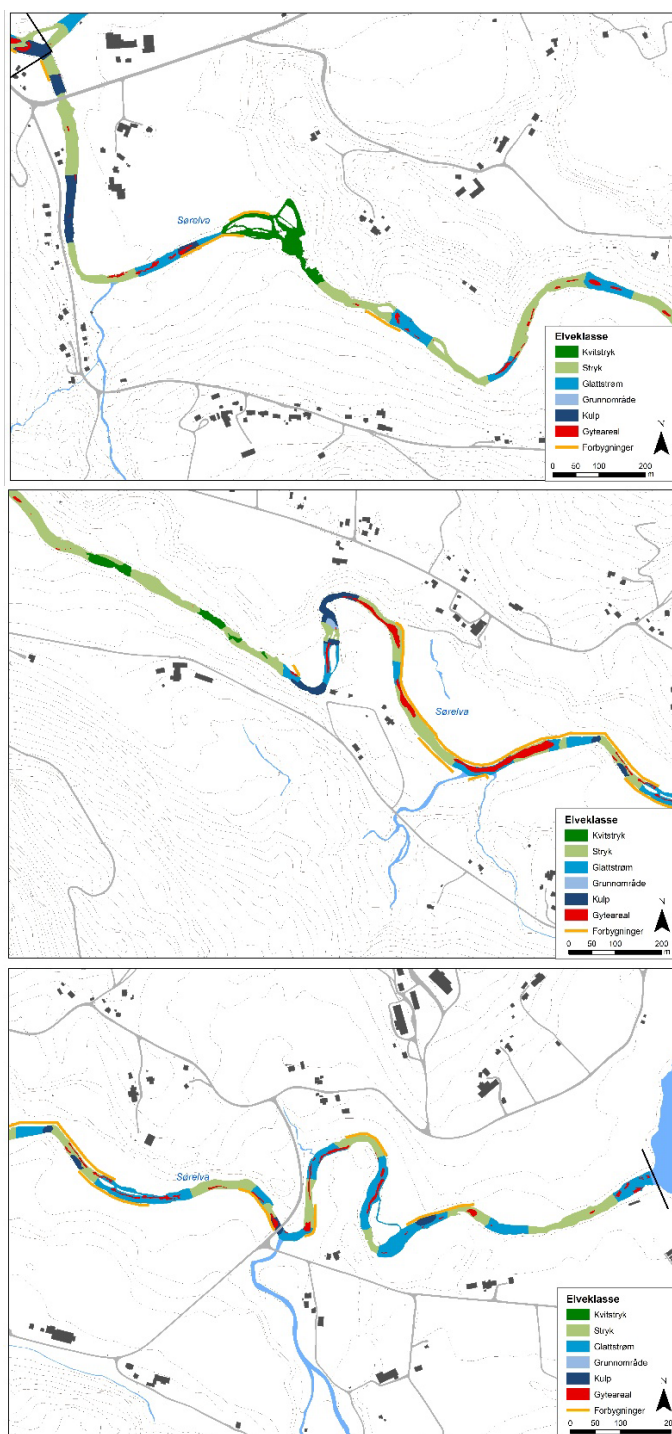 Sørelva
Elveklasse
Kvitstryk
Stryk
Glattstrøm
Grunnområde
Kulp
Gyteareal
Forbygninger
N
0 50 100 200
m
Sørelva
Elveklasse
Kvitstryk
Stryk
Glattstrøm
Grunnområde
Kulp
Gyteareal
Forbygninger
N
0 50 100 200
m
Sørelva
Elveklasse
Kvitstryk
Stryk
Glattstrøm
Grunnområde
Kulp
Gyteareal
Forbygninger
N
0 50 100